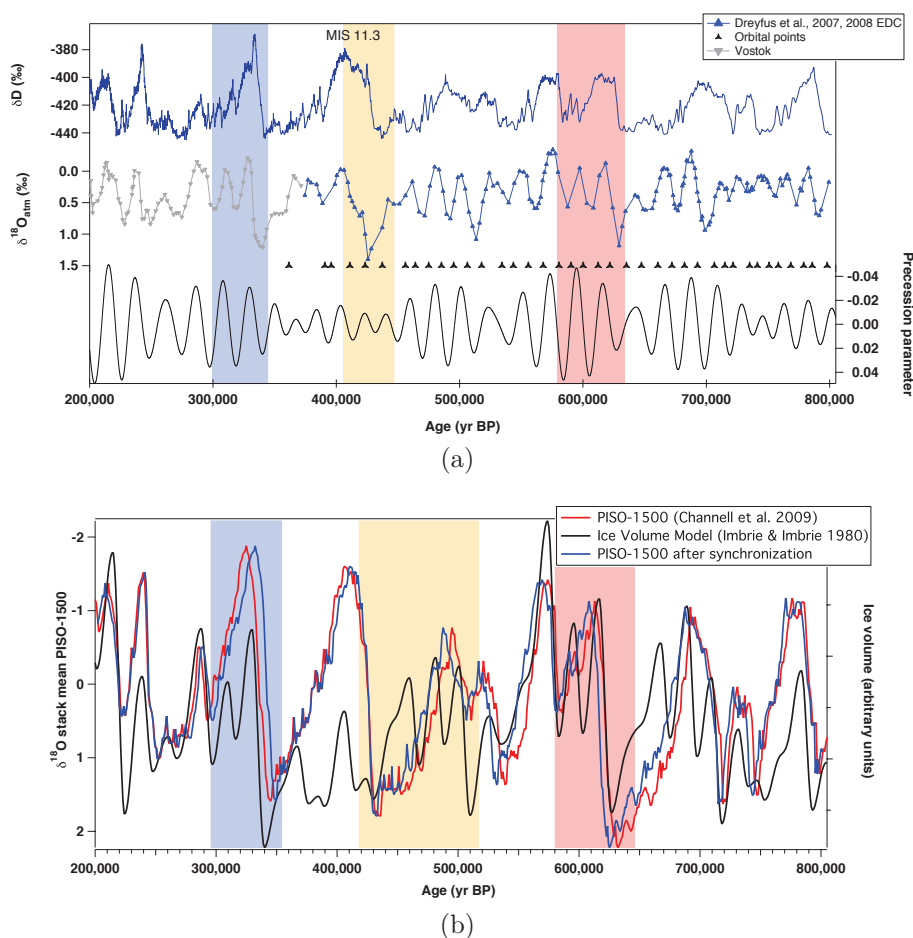 MIS 11.3
Dreyfus et al., 2007, 2008 EDC
Orbital points
Vostok
δD (‰)
-380
-400
-420
-440
δ18Oatm (‰)
0.0
0.5
1.0
1.5
Precession parameter
-0.04
-0.02
0.00
0.02
0.04
200,000 300,000 400,000 500,000 600,000 700,000 800,000
Age (yr BP)
(a)
PISO-1500 (Channell et al. 2009)
Ice Volume Model (Imbrie & Imbrie 1980)
PISO-1500 after synchronization
δ18O stack mean PISO-1500
-2
-1
0
1
2
Ice volume (arbitrary units)
200,000 300,000 400,000 500,000 600,000 700,000 800,000
Age (yr BP)
(b)